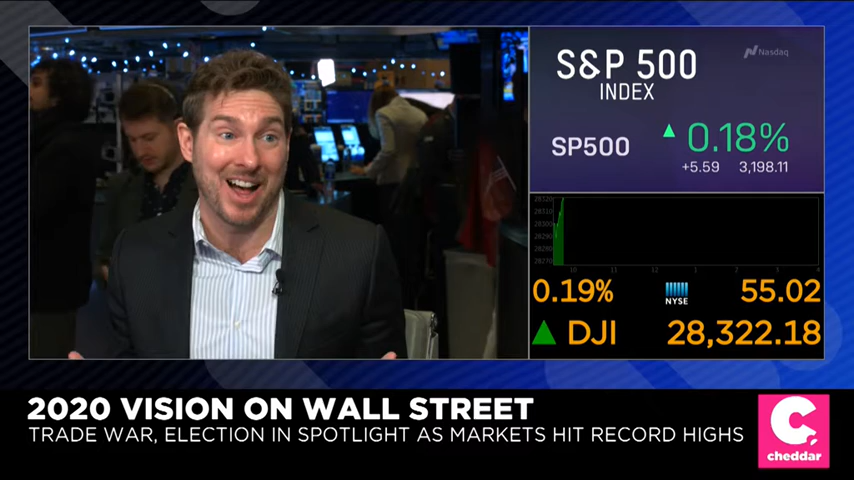 S&P 500
INDEX
Nasdaq
SP500
0.18%
+5.59 3,198.11
28320
28310
28300
28290
28280
28270
10 11 12 1 2 3 4
0.19% NYSE 55.02
DJI 28,322.18
2020 VISION ON WALL STREET
TRADE WAR, ELECTION IN SPOTLIGHT AS MARKETS HIT RECORD HIGHS
C
cheddar